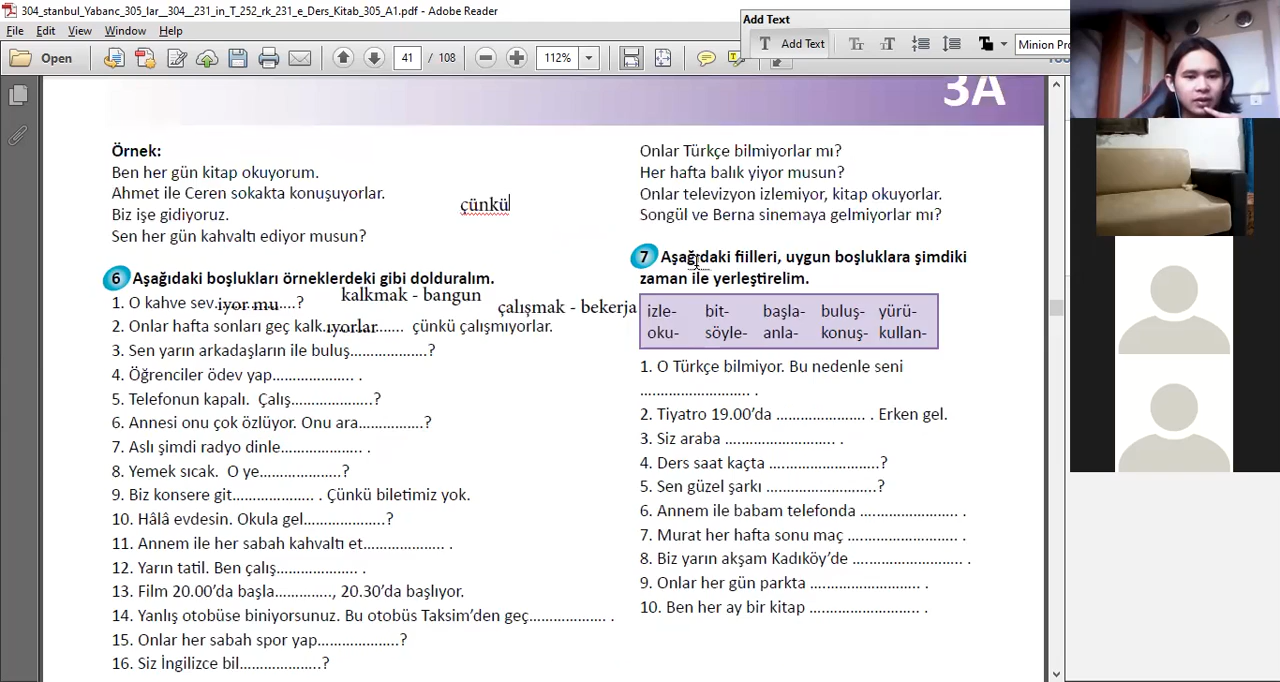 304_stanbul_Yabanc_305_lar__304__231_in_T_252_rk_231_e_Ders_Kitab_305_A1.pdf - Adobe Reader
File Edit View Window Help
Open
41 / 108
112%
Add Text
Add Text
Minion Pro
3A
Örnek:
Ben her gün kitap okuyorum.
Ahmet ile Ceren sokakta konuşuyorlar.
Biz işe gidiyoruz.
Sen her gün kahvaltı ediyor musun?
çünkü
6 Aşağıdaki boşlukları örneklerdeki gibi dolduralım.
1. O kahve sev.iyor mu......?
kalkmak - bangun
çalışmak - bekerja
2. Onlar hafta sonları geç kalk..ıyorlar........ çünkü çalışmıyorlar.
3. Sen yarın arkadaşların ile buluş...................?
4. Öğrenciler ödev yap.................... .
5. Telefonun kapalı. Çalış....................?
6. Annesi onu çok özlüyor. Onu ara................?
7. Aslı şimdi radyo dinle................... .
8. Yemek sıcak. O ye....................?
9. Biz konsere git.................... . Çünkü biletimiz yok.
10. Hâlâ evdesin. Okula gel....................?
11. Annem ile her sabah kahvaltı et.................... .
12. Yarın tatil. Ben çalış.................... .
13. Film 20.00’da başla............., 20.30’da başlıyor.
14. Yanlış otobüse biniyorsunuz. Bu otobüs Taksim’den geç................... .
15. Onlar her sabah spor yap....................?
16. Siz İngilizce bil....................?
Onlar Türkçe bilmiyorlar mı?
Her hafta balık yiyor musun?
Onlar televizyon izlemiyor, kitap okuyorlar.
Songül ve Berna sinemaya gelmiyorlar mı?
7 Aşağıdaki fiilleri, uygun boşluklara şimdiki
zaman ile yerleştirelim.
izle- bit- başla- buluş- yürü-
oku- söyle- anla- konuş- kullan-
1. O Türkçe bilmiyor. Bu nedenle seni
........................... .
2. Tiyatro 19.00’da ...................... . Erken gel.
3. Siz araba ........................... .
4. Ders saat kaçta ...........................?
5. Sen güzel şarkı ...........................?
6. Annem ile babam telefonda .......................... .
7. Murat her hafta sonu maç ........................... .
8. Biz yarın akşam Kadıköy’de ........................... .
9. Onlar her gün parkta ........................... .
10. Ben her ay bir kitap ........................... .